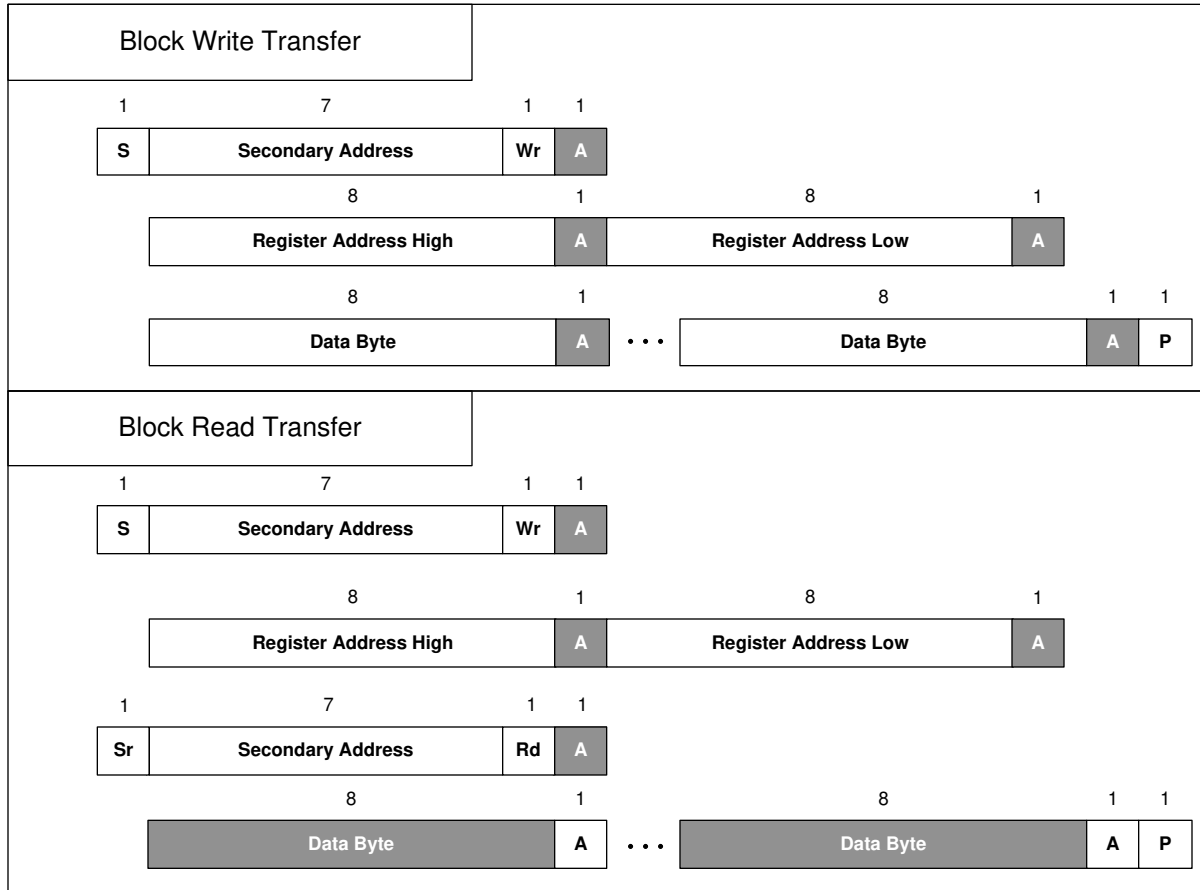 Block Write Transfer
1 7 1 1
S Secondary Address Wr A
8 1 8 1
Register Address High A Register Address Low A
8 1 8 1 1
Data Byte A • • • Data Byte A P
Block Read Transfer
1 7 1 1
S Secondary Address Wr A
8 1 8 1
Register Address High A Register Address Low A
1 7 1 1
Sr Secondary Address Rd A
8 1 8 1 1
Data Byte A • • • Data Byte A P